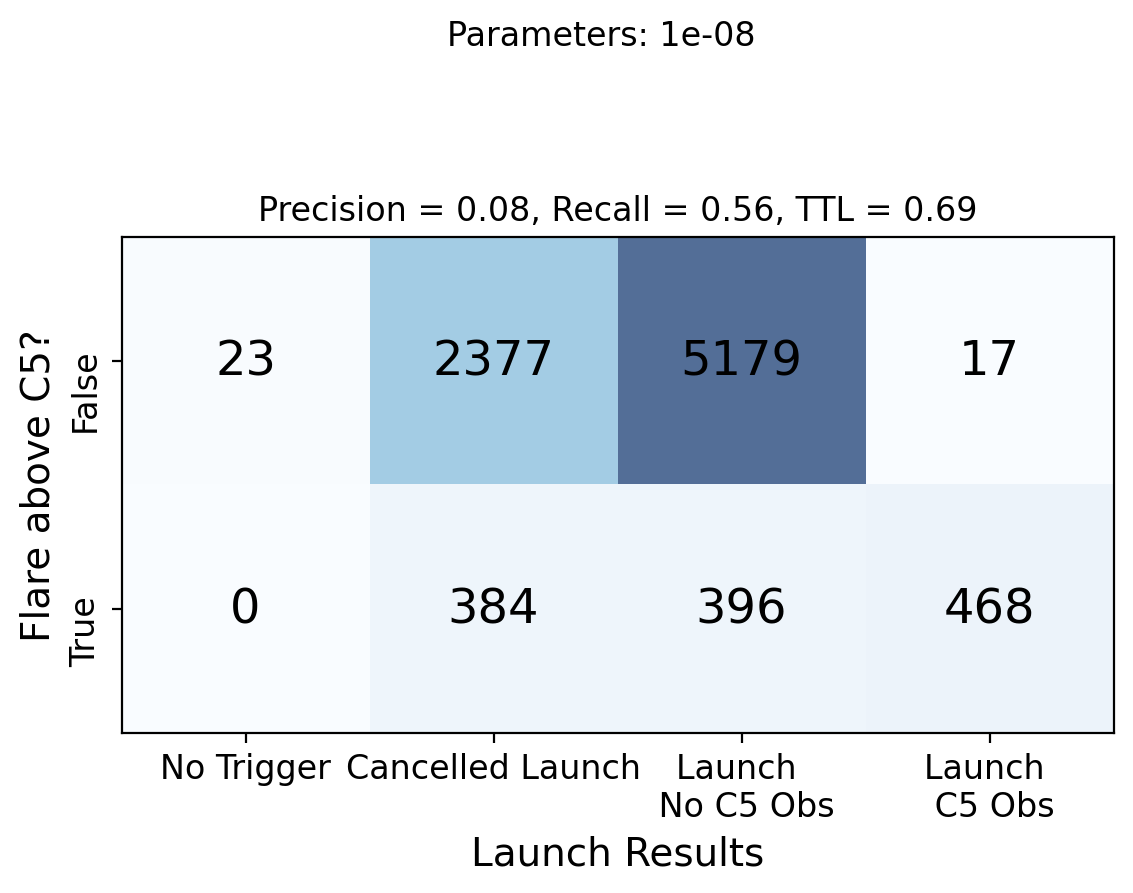 Parameters: 1e-08
Precision = 0.08, Recall = 0.56, TTL = 0.69
Flare above C5?
False
True
23 2377 5179 17
0 384 396 468
No Trigger Cancelled Launch Launch Launch
No C5 Obs C5 Obs
Launch Results